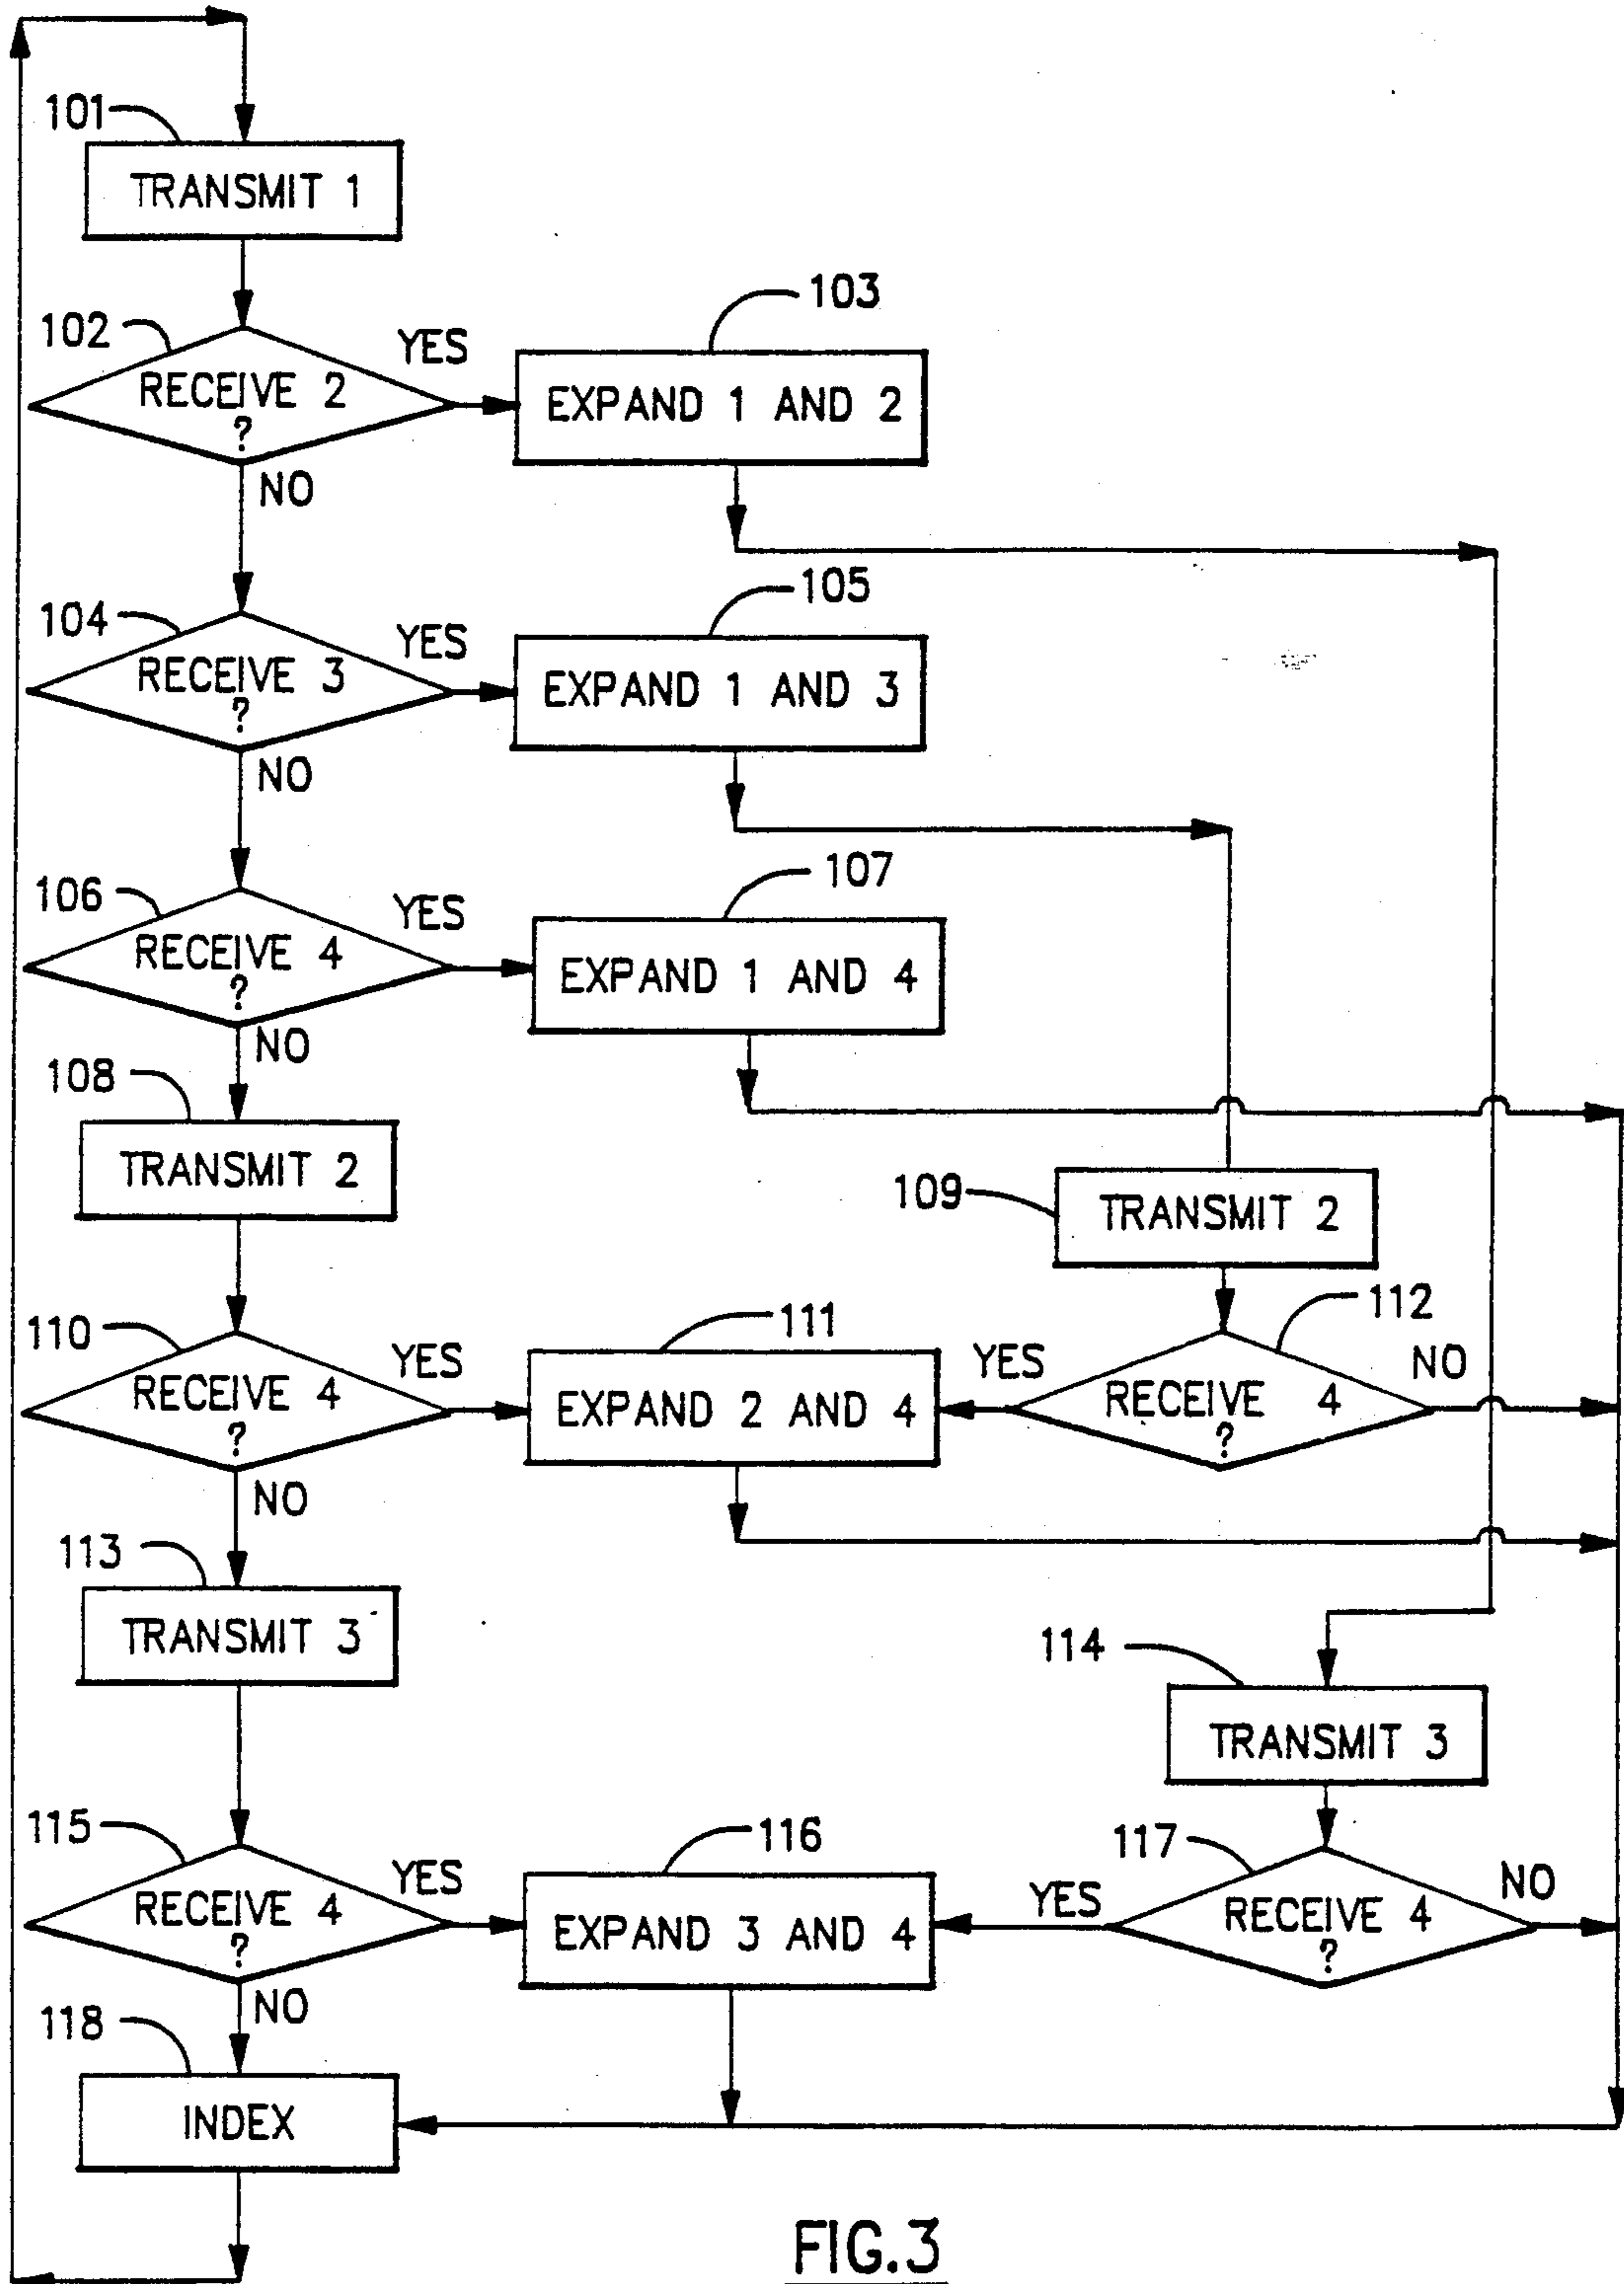 101
TRANSMIT 1
103
102
YES
RECEIVE 2
?
EXPAND 1 AND 2
NO
105
104
YES
RECEIVE 3
?
EXPAND 1 AND 3
NO
107
106
YES
RECEIVE 4
?
EXPAND 1 AND 4
NO
108
TRANSMIT 2
109
TRANSMIT 2
110
111
112
YES
YES
NO
RECEIVE 4
?
EXPAND 2 AND 4
RECEIVE 4
?
NO
113
TRANSMIT 3
114
TRANSMIT 3
115
116
117
YES
YES
NO
RECEIVE 4
?
EXPAND 3 AND 4
RECEIVE 4
?
NO
118
INDEX
FIG.3